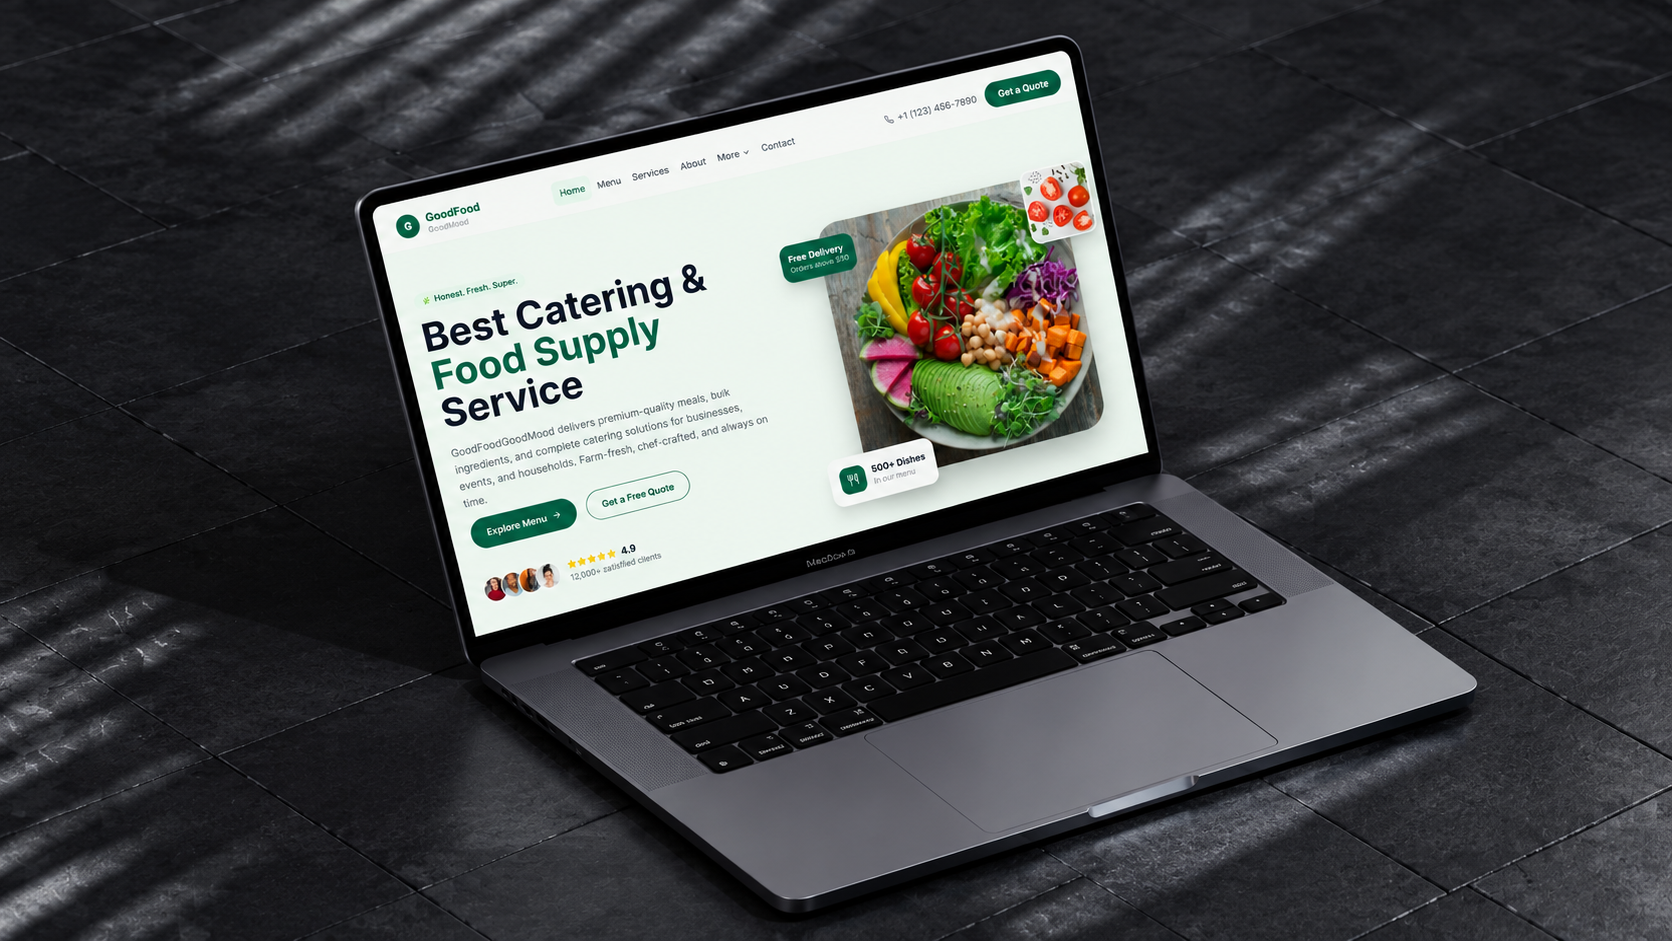 G
GoodFood
GoodMood
Home
Menu
Services
About
More
Contact
+1 (123) 456-7890
Get a Quote
Honest. Fresh. Super.
Best Catering &
Food Supply
Service
GoodFoodGoodMood delivers premium-quality meals, bulk
ingredients, and complete catering solutions for businesses,
events, and households. Farm-fresh, chef-crafted, and always on
time.
Explore Menu →
Get a Free Quote
4.9
12,000+ satisfied clients
Free Delivery
Orders above $50
500+ Dishes
In our menu
A
D
F
Z
X
C
V
B
N
M